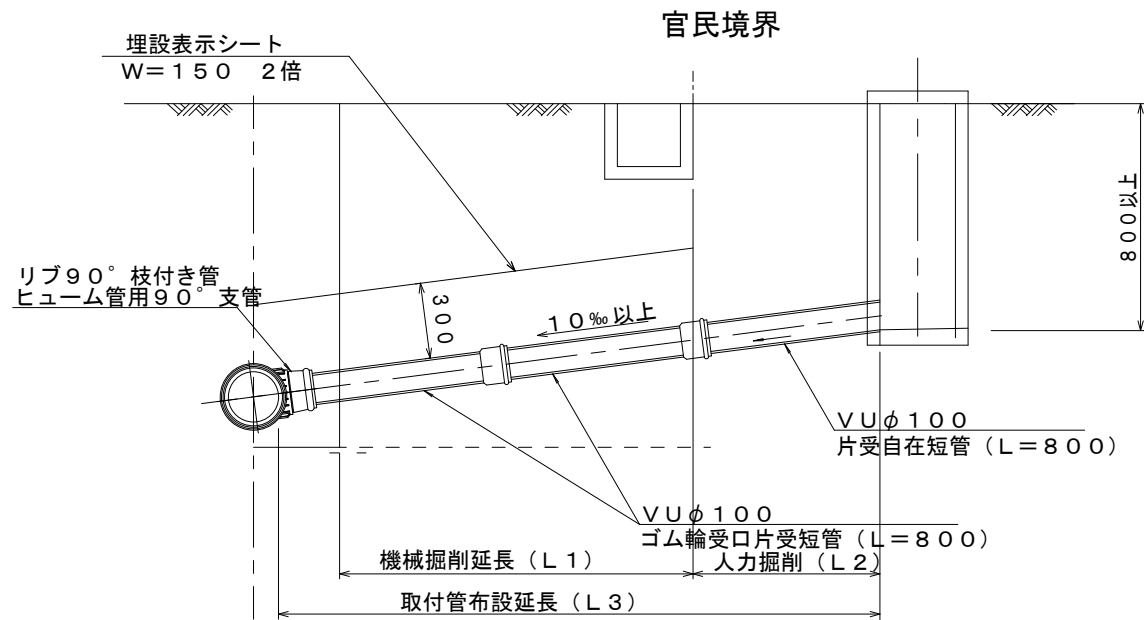 官民境界
埋設表示シート
W=150 2倍
800以上
リブ90°枝付き管
ヒューム管用90°支管
300
10‰以上
VUφ100
片受自在短管(L=800)
VUφ100
ゴム輪受口片受短管(L=800)
機械掘削延長(L1)
人力掘削(L2)
取付管布設延長(L3)